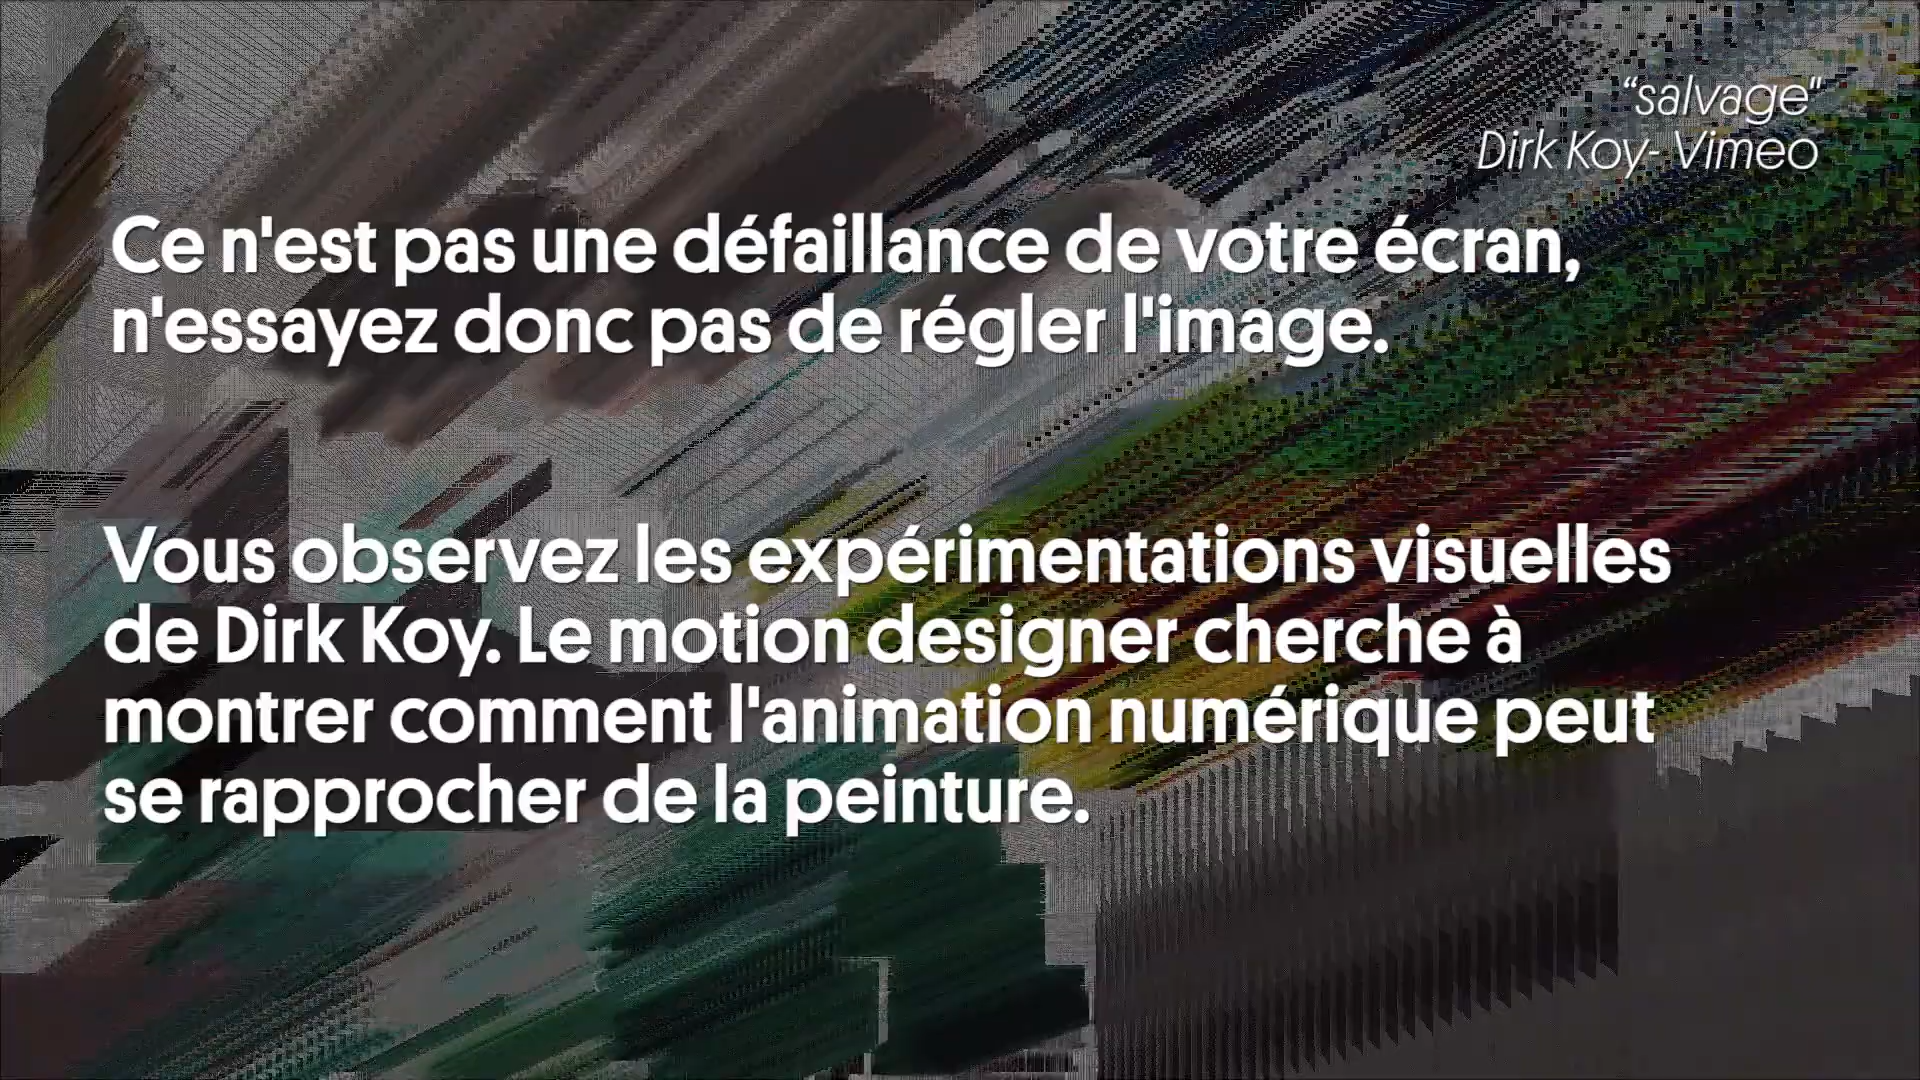 “salvage"
Dirk Koy- Vimeo
Ce n'est pas une défaillance de votre écran,
n'essayez donc pas de régler l'image.
Vous observez les expérimentations visuelles
de Dirk Koy. Le motion designer cherche à
montrer comment l'animation numérique peut
se rapprocher de la peinture.